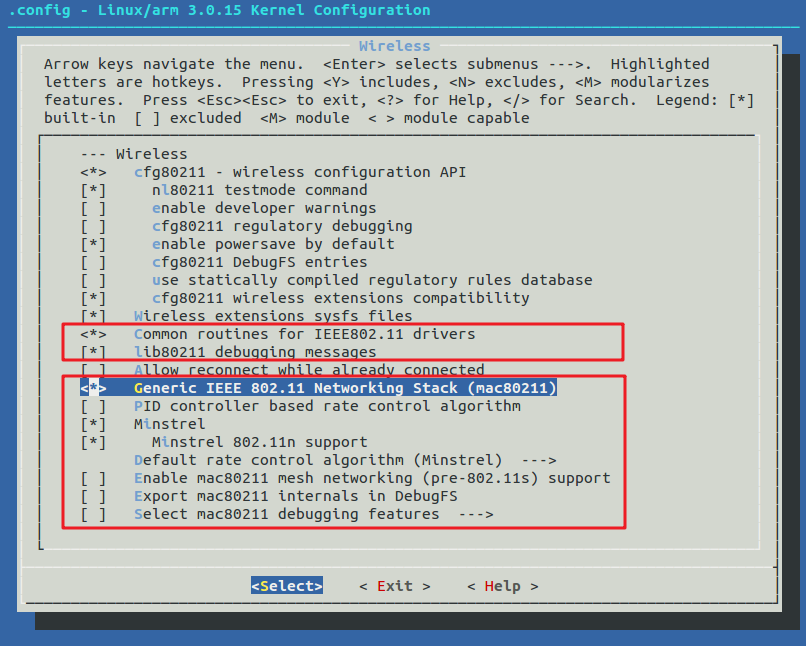 .config - Linux/arm 3.0.15 Kernel Configuration
Wireless
Arrow keys navigate the menu.  <Enter> selects submenus --->.  Highlighted
letters are hotkeys.  Pressing <Y> includes, <N> excludes, <M> modularizes
features.  Press <Esc><Esc> to exit, <?> for Help, </> for Search.  Legend: [*]
built-in  [ ] excluded  <M> module  < > module capable
--- Wireless
<*>   cfg80211 - wireless configuration API
[*]     nl80211 testmode command
[ ]     enable developer warnings
[ ]     cfg80211 regulatory debugging
[*]     enable powersave by default
[ ]     cfg80211 DebugFS entries
[ ]     use statically compiled regulatory rules database
[*]     cfg80211 wireless extensions compatibility
[*]   Wireless extensions sysfs files
<*>   Common routines for IEEE802.11 drivers
[*]   lib80211 debugging messages
[ ]   Allow reconnect while already connected
<*>   Generic IEEE 802.11 Networking Stack (mac80211)
[ ]   PID controller based rate control algorithm
[*]   Minstrel
[*]     Minstrel 802.11n support
Default rate control algorithm (Minstrel)  --->
[ ]   Enable mac80211 mesh networking (pre-802.11s) support
[ ]   Export mac80211 internals in DebugFS
[ ]   Select mac80211 debugging features  --->
<Select>    < Exit >    < Help >